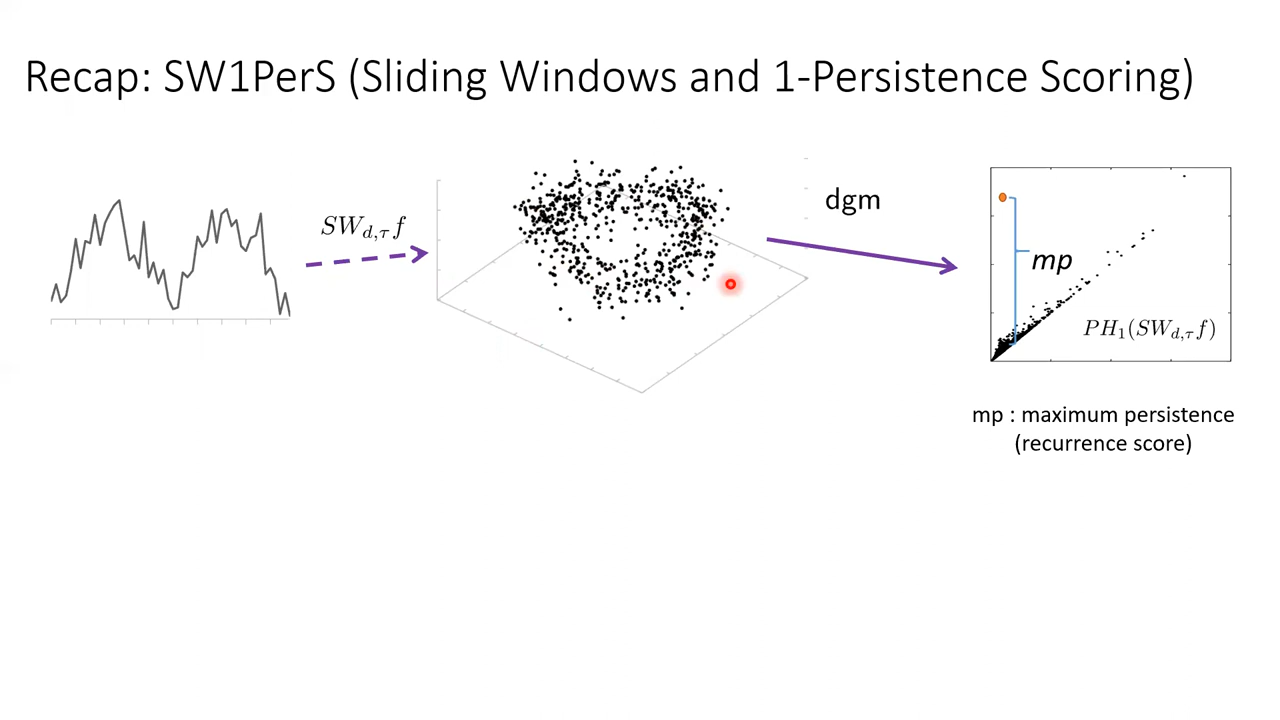 Recap: SW1PerS (Sliding Windows and 1-Persistence Scoring)
SW_{d,τ}f
dgm
mp
PH_1(SW_{d,τ}f)
mp : maximum persistence
(recurrence score)